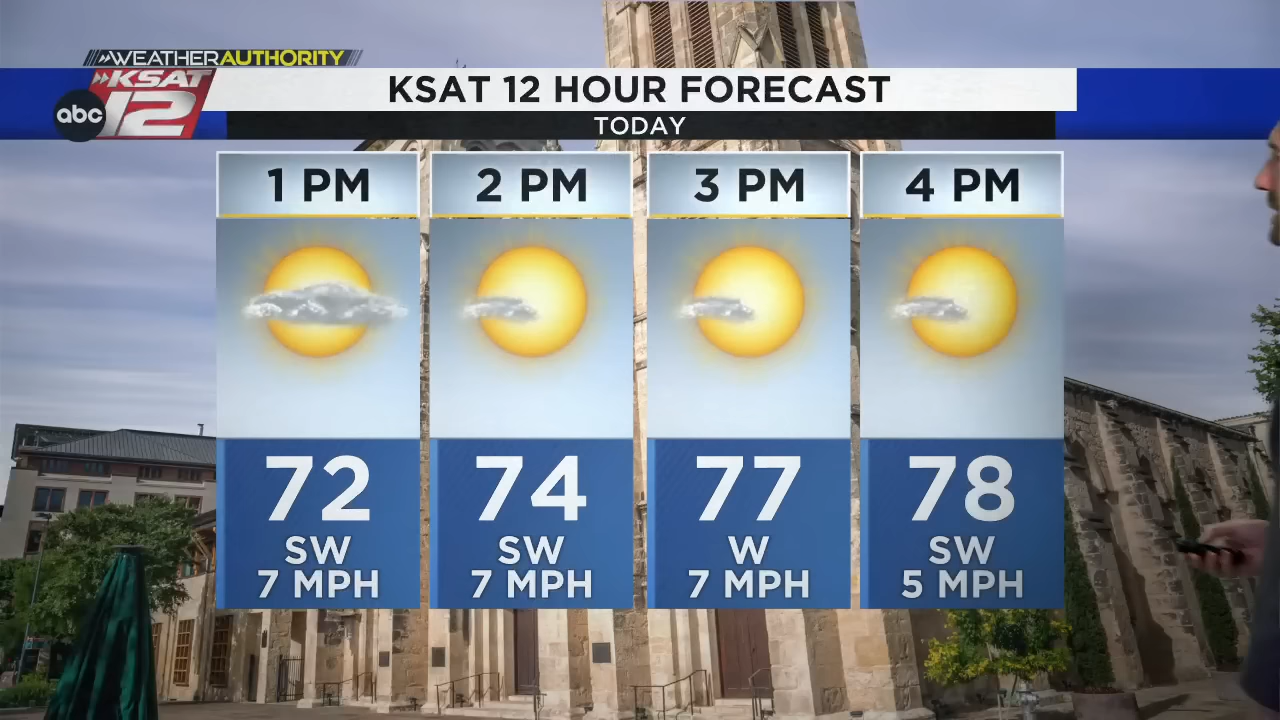 WEATHERAUTHORITY
KSAT
abc 12
KSAT 12 HOUR FORECAST
TODAY
1 PM
72
SW
7 MPH
2 PM
74
SW
7 MPH
3 PM
77
W
7 MPH
4 PM
78
SW
5 MPH